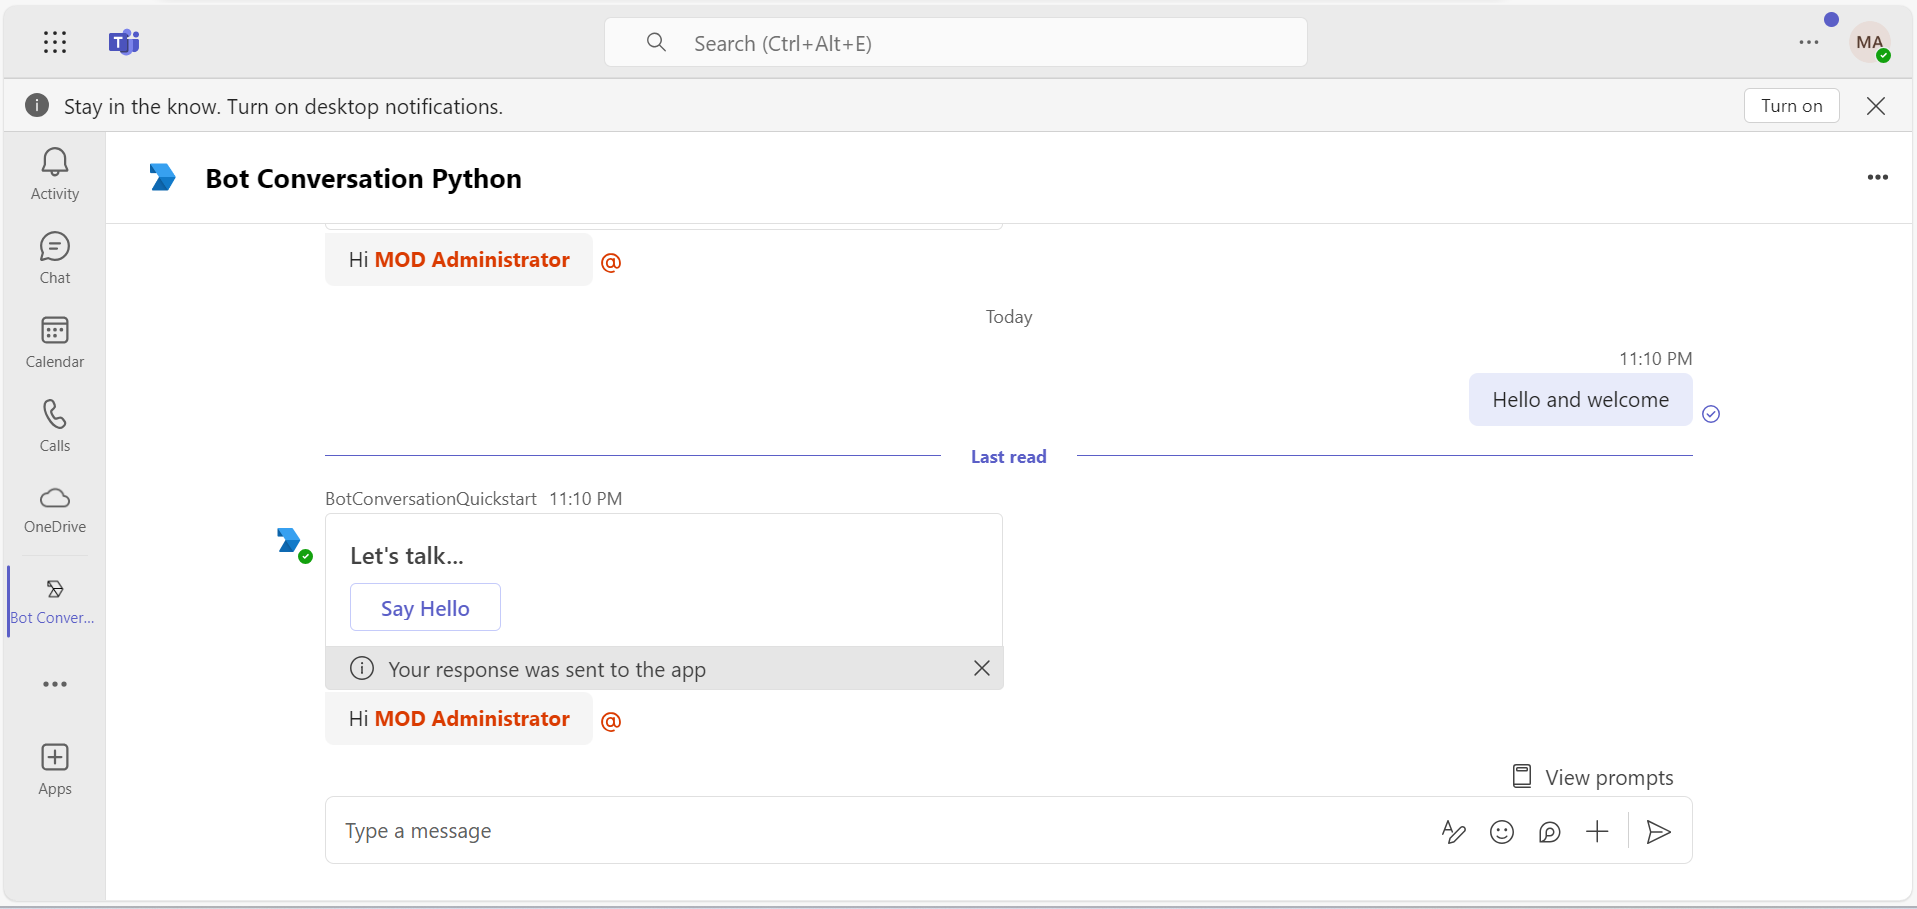 Search (Ctrl+Alt+E)
MA
Stay in the know. Turn on desktop notifications.
Turn on
Activity
Chat
Calendar
Calls
OneDrive
Bot Conver...
Apps
Bot Conversation Python
Hi MOD Administrator @
Today
11:10 PM
Hello and welcome
Last read
BotConversationQuickstart 11:10 PM
Let's talk...
Say Hello
Your response was sent to the app
Hi MOD Administrator @
View prompts
Type a message